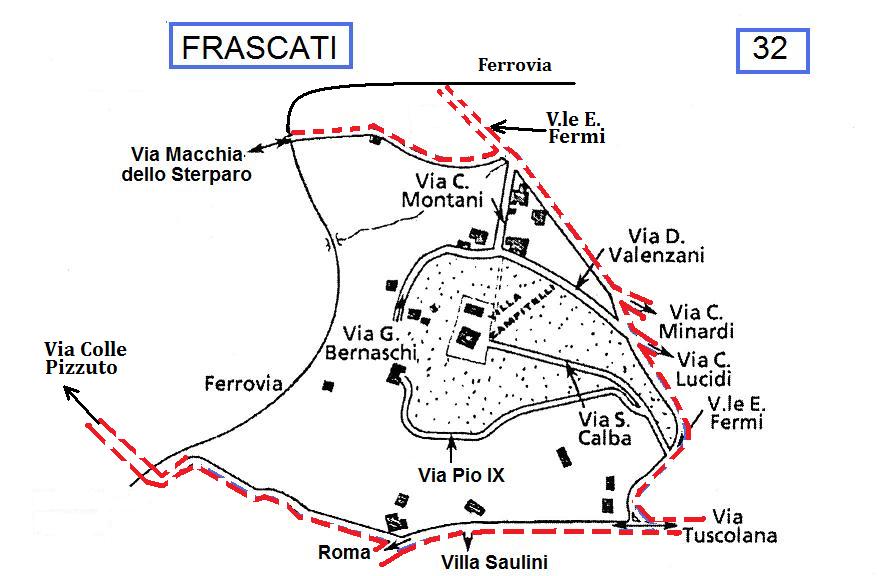 FRASCATI
32
Ferrovia
V.le E.
Fermi
Via Macchia
dello Sterparo
Via C.
Montani
Via D.
Valenzani
VILLA
CAMPITELLI
Via C.
Minardi
Via G.
Bernaschi
Via Colle
Pizzuto
Ferrovia
Via C.
Lucidi
V.le E.
Fermi
Via S.
Calba
Via Pio IX
Via
Tuscolana
Roma
Villa Saulini